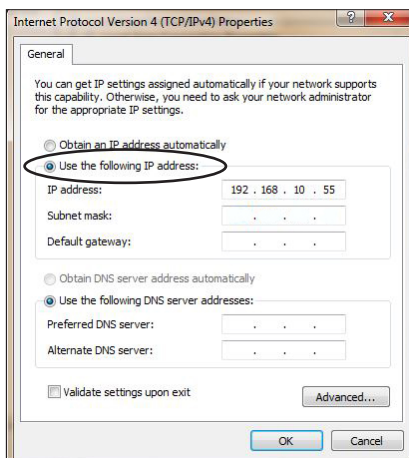 Internet Protocol Version 4 (TCP/IPv4) Properties
General
You can get IP settings assigned automatically if your network supports
this capability. Otherwise, you need to ask your network administrator
for the appropriate IP settings.
Obtain an IP address automatically
Use the following IP address:
IP address: 192 . 168 . 10 . 55
Subnet mask: . . .
Default gateway: . . .
Obtain DNS server address automatically
Use the following DNS server addresses:
Preferred DNS server: . . .
Alternate DNS server: . . .
Validate settings upon exit
Advanced...
OK Cancel